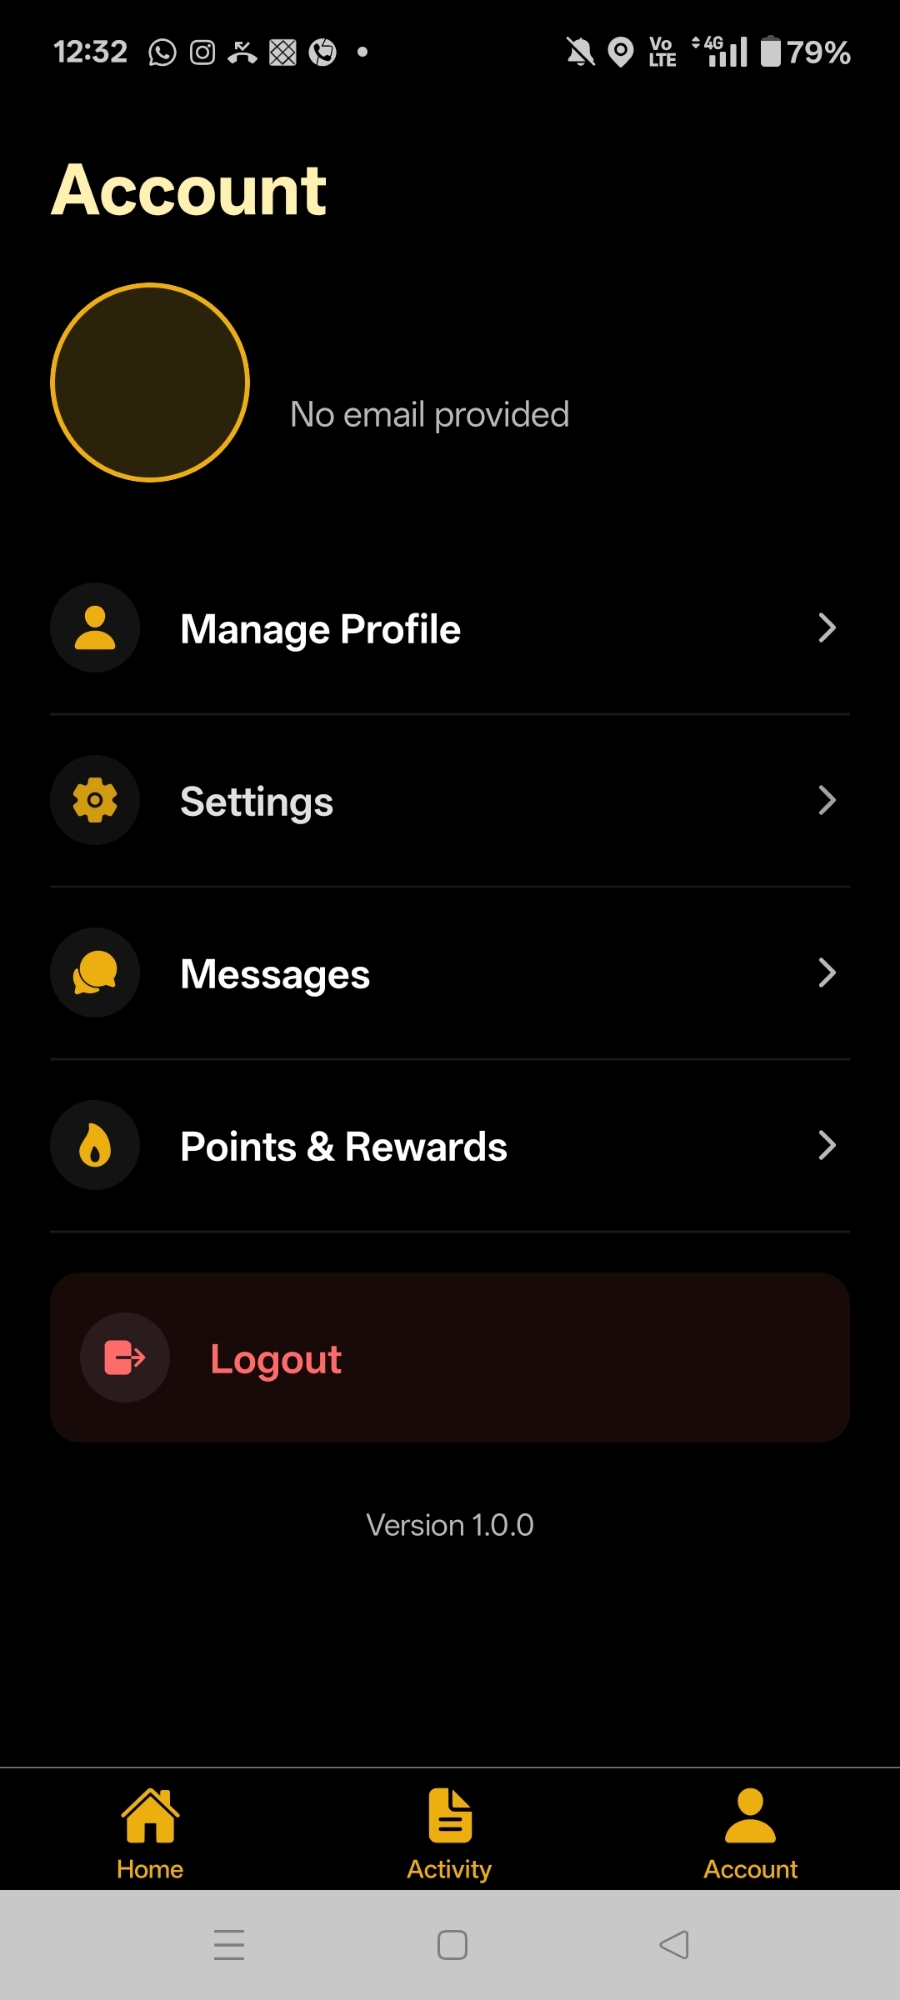 12:32
Vo LTE 4G 79%
Account
No email provided
Manage Profile
Settings
Messages
Points & Rewards
Logout
Version 1.0.0
Home Activity Account